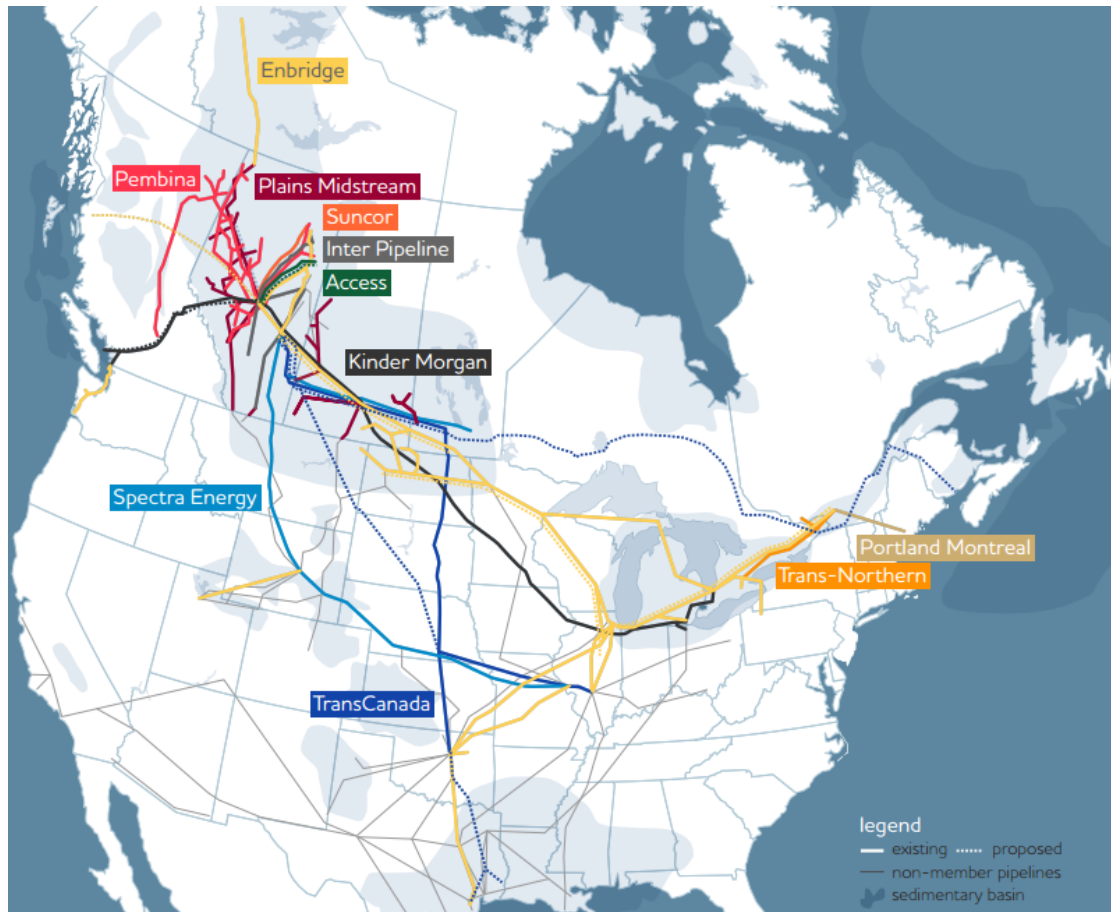 Enbridge
Pembina
Plains Midstream
Suncor
Inter Pipeline
Access
Kinder Morgan
Spectra Energy
Portland Montreal
Trans-Northern
TransCanada
legend
existing proposed
non-member pipelines
sedimentary basin